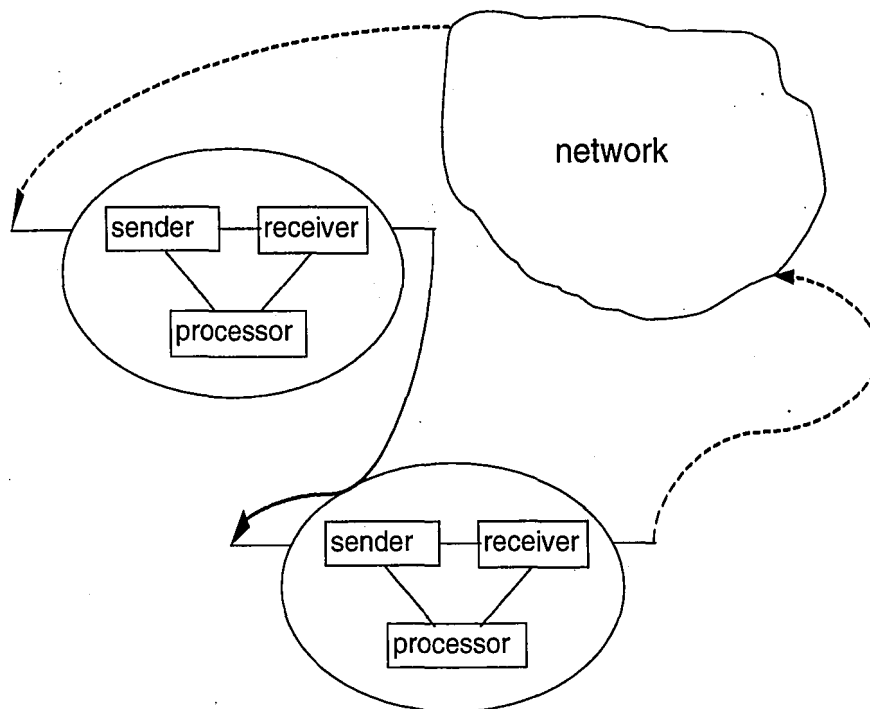 network
sender
receiver
processor
sender
receiver
processor